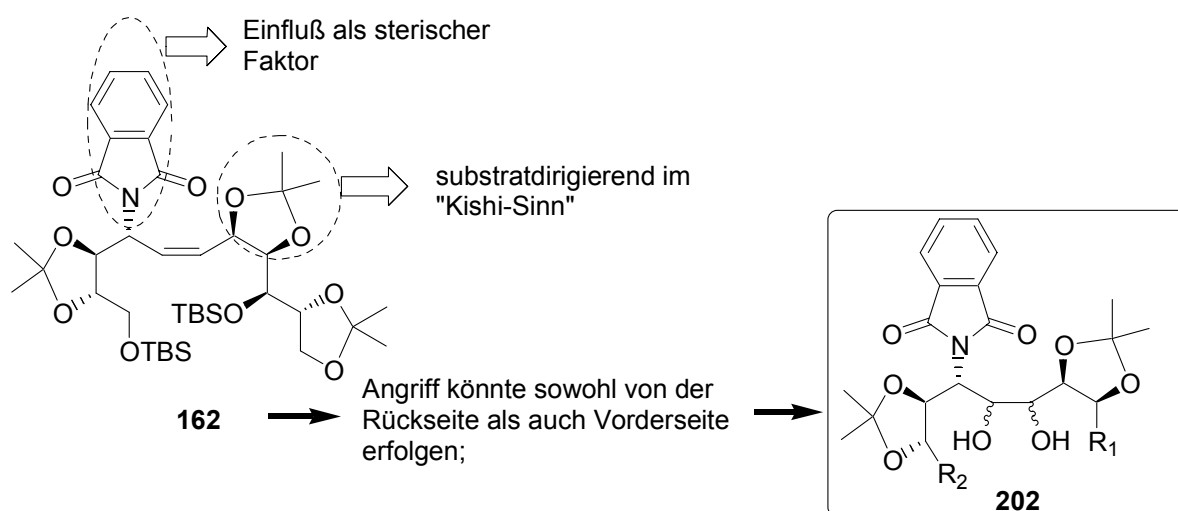 Einfluß als sterischer
Faktor
O
N
O
O
O
substratdirigierend im
"Kishi-Sinn"
O
O
TBSO
O
O
OTBS
162
Angriff könnte sowohl von der
Rückseite als auch Vorderseite
erfolgen;
O
N
O
O
O
O
O
HO
OH
R1
R2
202